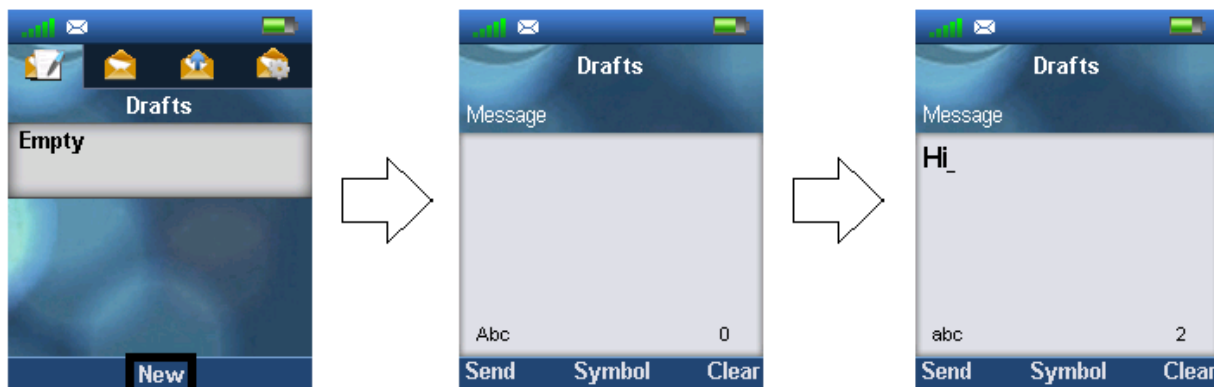 Drafts
Empty
New
Drafts
Message
Abc 0
Send Symbol Clear
Drafts
Message
Hi_
abc 2
Send Symbol Clear